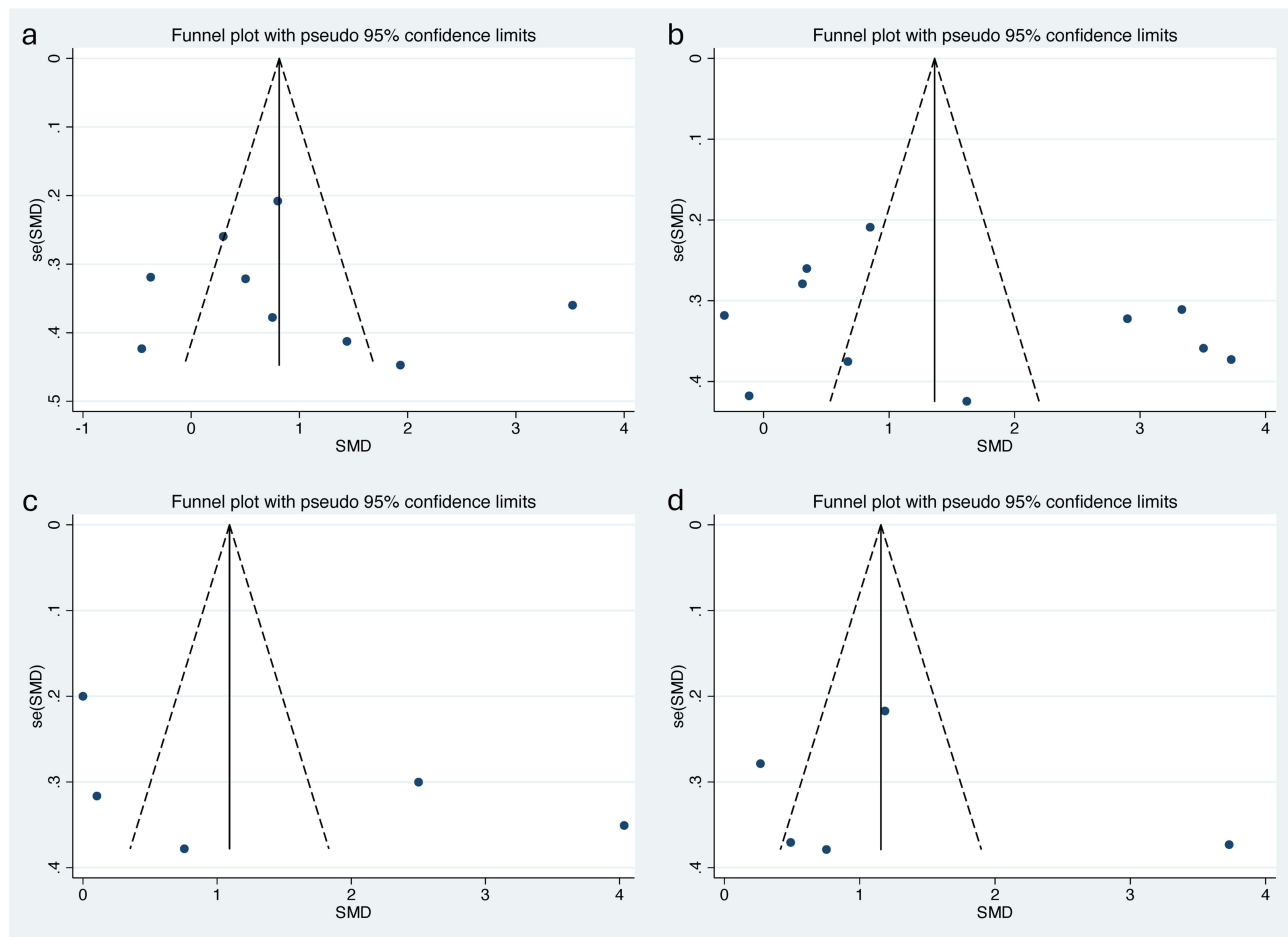 a
Funnel plot with pseudo 95% confidence limits
0
.1
.2
.3
.4
.5
se(SMD)
-1 0 1 2 3 4
SMD
b
Funnel plot with pseudo 95% confidence limits
0
.1
.2
.3
.4
se(SMD)
0 1 2 3 4
SMD
c
Funnel plot with pseudo 95% confidence limits
0
.1
.2
.3
.4
se(SMD)
0 1 2 3 4
SMD
d
Funnel plot with pseudo 95% confidence limits
0
.1
.2
.3
.4
se(SMD)
0 1 2 3 4
SMD